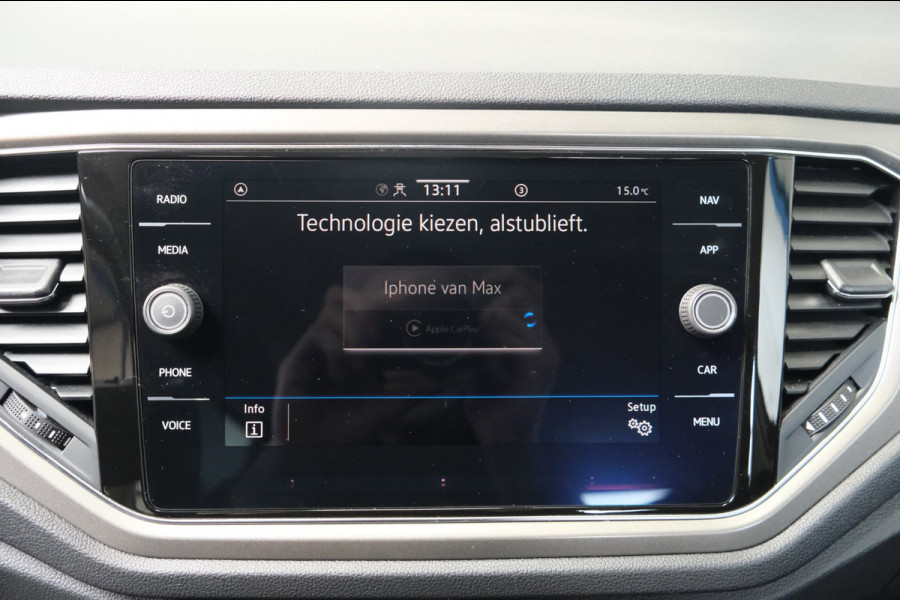 RADIO
MEDIA
PHONE
VOICE
13:11
3
15.0°C
Technologie kiezen, alstublieft.
Iphone van Max
Apple CarPlay
Info
Setup
NAV
APP
CAR
MENU